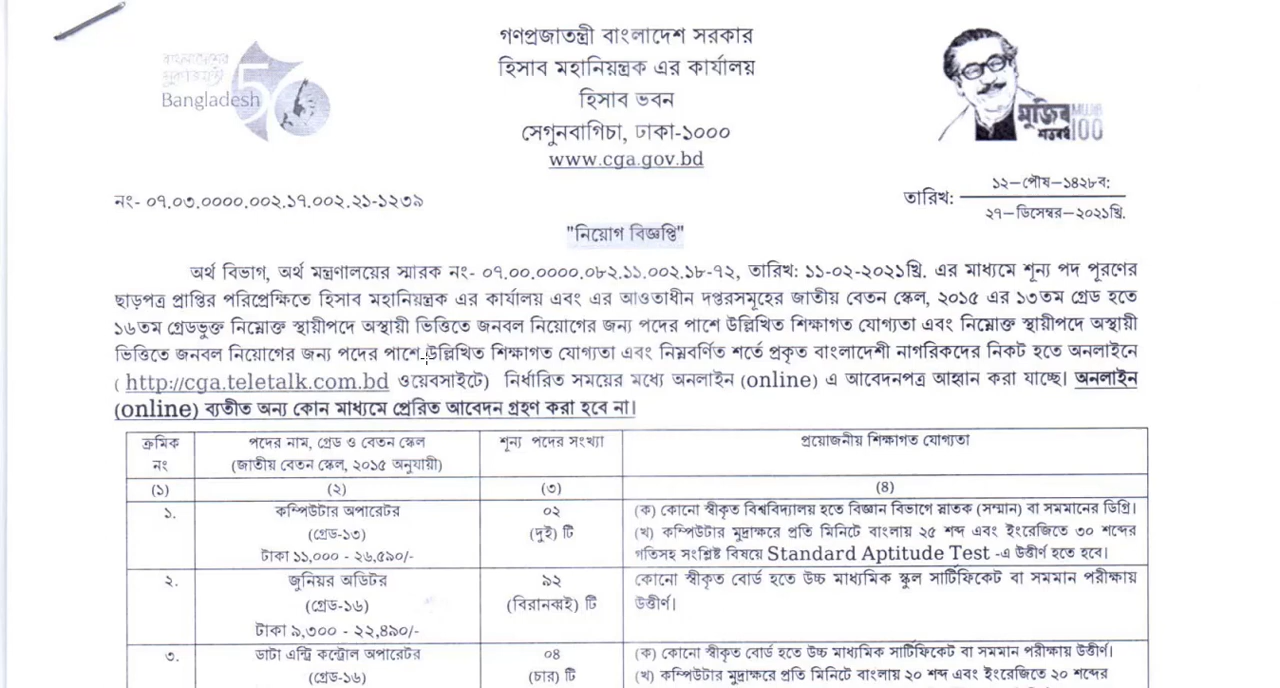 বাংলাদেশের
সুবর্ণজয়ন্তী
Bangladesh 50
গণপ্রজাতন্ত্রী বাংলাদেশ সরকার
হিসাব মহানিয়ন্ত্রক এর কার্যালয়
হিসাব ভবন
সেগুনবাগিচা, ঢাকা-১০০০
www.cga.gov.bd
মুজিব MUJIB
শতবর্ষ 100
নং- ০৭.০৩.০০০০.০০২.১৭.০০২.২১-১২৩৯
তারিখ: ১২–পৌষ–১৪২৮ব:
২৭–ডিসেম্বর–২০২১খ্রি.
"নিয়োগ বিজ্ঞপ্তি"
অর্থ বিভাগ, অর্থ মন্ত্রণালয়ের স্মারক নং- ০৭.০০.০০০০.০৮২.১১.০০২.১৮-৭২, তারিখ: ১১-০২-২০২১খ্রি. এর মাধ্যমে শূন্য পদ পূরণের
ছাড়পত্র প্রাপ্তির পরিপ্রেক্ষিতে হিসাব মহানিয়ন্ত্রক এর কার্যালয় এবং এর আওতাধীন দপ্তরসমূহের জাতীয় বেতন স্কেল, ২০১৫ এর ১৩তম গ্রেড হতে
১৬তম গ্রেডভুক্ত নিম্নোক্ত স্থায়ীপদে অস্থায়ী ভিত্তিতে জনবল নিয়োগের জন্য পদের পাশে উল্লিখিত শিক্ষাগত যোগ্যতা এবং নিম্নোক্ত স্থায়ীপদে অস্থায়ী
ভিত্তিতে জনবল নিয়োগের জন্য পদের পাশে উল্লিখিত শিক্ষাগত যোগ্যতা এবং নিম্নবর্ণিত শর্তে প্রকৃত বাংলাদেশী নাগরিকদের নিকট হতে অনলাইনে
( http://cga.teletalk.com.bd ওয়েবসাইটে) নির্ধারিত সময়ের মধ্যে অনলাইন (online) এ আবেদনপত্র আহ্বান করা যাচ্ছে। অনলাইন
(online) ব্যতীত অন্য কোন মাধ্যমে প্রেরিত আবেদন গ্রহণ করা হবে না।
ক্রমিক নং
পদের নাম, গ্রেড ও বেতন স্কেল
(জাতীয় বেতন স্কেল, ২০১৫ অনুযায়ী)
শূন্য পদের সংখ্যা
প্রয়োজনীয় শিক্ষাগত যোগ্যতা
(১) (২) (৩) (৪)
১.
কম্পিউটার অপারেটর
(গ্রেড-১৩)
টাকা ১১,০০০ - ২৬,৫৯০/-
০২
(দুই) টি
(ক) কোনো স্বীকৃত বিশ্ববিদ্যালয় হতে বিজ্ঞান বিভাগে স্নাতক (সম্মান) বা সমমানের ডিগ্রি।
(খ) কম্পিউটার মুদ্রাক্ষরে প্রতি মিনিটে বাংলায় ২৫ শব্দ এবং ইংরেজিতে ৩০ শব্দের
গতিসহ সংশ্লিষ্ট বিষয়ে Standard Aptitude Test -এ উত্তীর্ণ হতে হবে।
২.
জুনিয়র অডিটর
(গ্রেড-১৬)
টাকা ৯,৩০০ - ২২,৪৯০/-
৯২
(বিরানব্বই) টি
কোনো স্বীকৃত বোর্ড হতে উচ্চ মাধ্যমিক স্কুল সার্টিফিকেট বা সমমান পরীক্ষায়
উত্তীর্ণ।
৩.
ডাটা এন্ট্রি কন্ট্রোল অপারেটর
(গ্রেড-১৬)
০৪
(চার) টি
(ক) কোনো স্বীকৃত বোর্ড হতে উচ্চ মাধ্যমিক সার্টিফিকেট বা সমমান পরীক্ষায় উত্তীর্ণ।
(খ) কম্পিউটার মুদ্রাক্ষরে প্রতি মিনিটে বাংলায় ২০ শব্দ এবং ইংরেজিতে ২০ শব্দের